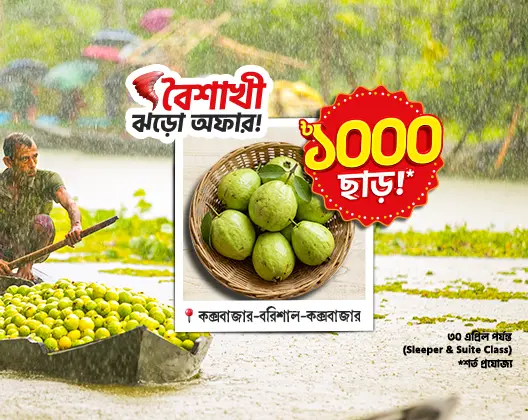 বৈশাখী
ঝড়ো অফার!
৳১০০০
ছাড়!*
কক্সবাজার-বরিশাল-কক্সবাজার
৩০ এপ্রিল পর্যন্ত
(Sleeper & Suite Class)
*শর্ত প্রযোজ্য